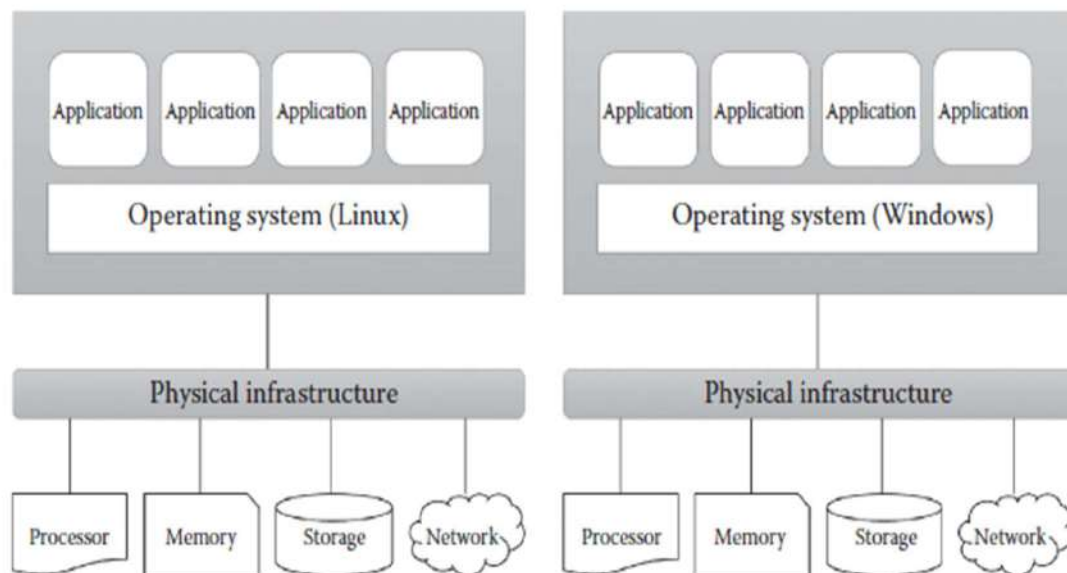 Application Application Application Application
Operating system (Linux)
Physical infrastructure
Processor Memory Storage Network
Application Application Application Application
Operating system (Windows)
Physical infrastructure
Processor Memory Storage Network